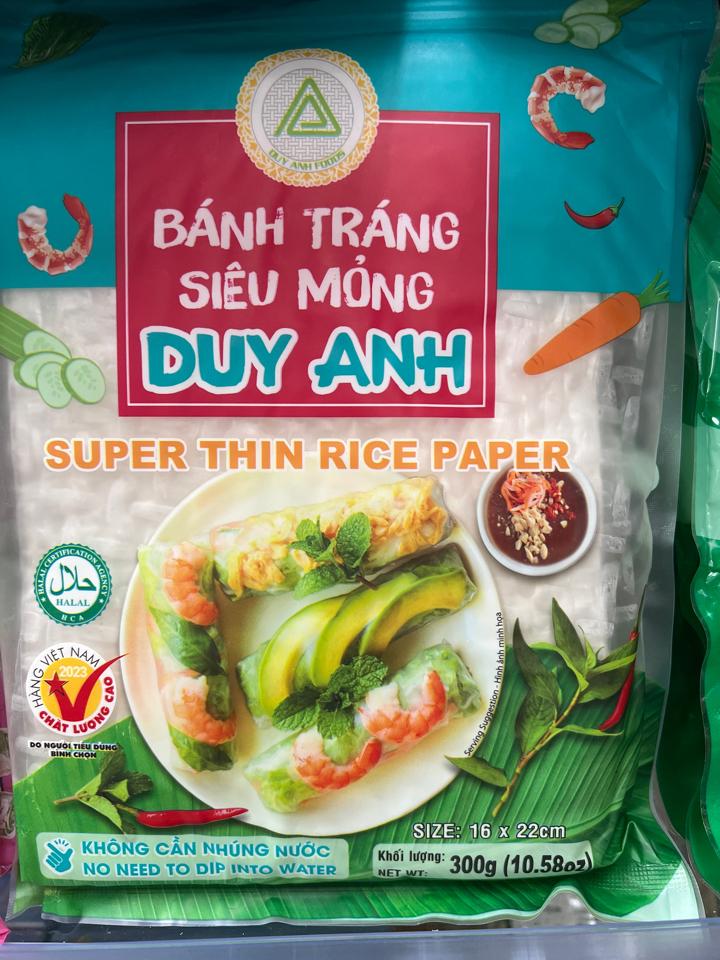 DUY ANH FOODS
BÁNH TRÁNG
SIÊU MỎNG
DUY ANH
SUPER THIN RICE PAPER
HALAL CERTIFICATION AGENCY
حلال
HALAL
HCA
HÀNG VIỆT NAM
2023
CHẤT LƯỢNG CAO
DO NGƯỜI TIÊU DÙNG
BÌNH CHỌN
Serving Suggestion - Hình ảnh minh họa
SIZE: 16 x 22cm
KHÔNG CẦN NHÚNG NƯỚC
NO NEED TO DIP INTO WATER
Khối lượng:
NET WT:
300g (10.58oz)